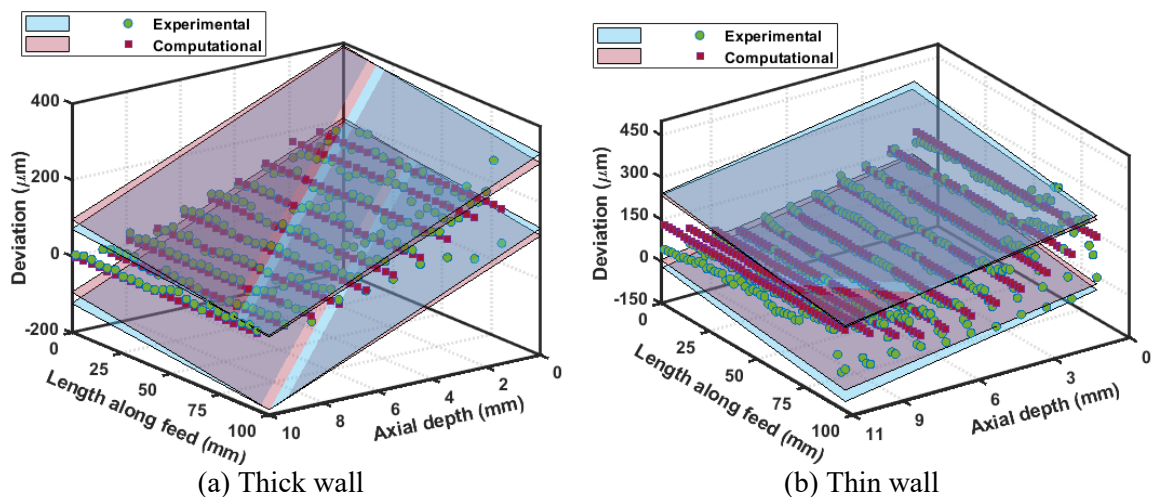 Experimental
Computational
400
200
0
-200
Deviation (μm)
0
25
50
75
100
Length along feed (mm)
10
8
6
4
2
0
Axial depth (mm)
(a) Thick wall
Experimental
Computational
450
300
150
0
-150
Deviation (μm)
0
25
50
75
100
Length along feed (mm)
11
9
6
3
0
Axial depth (mm)
(b) Thin wall